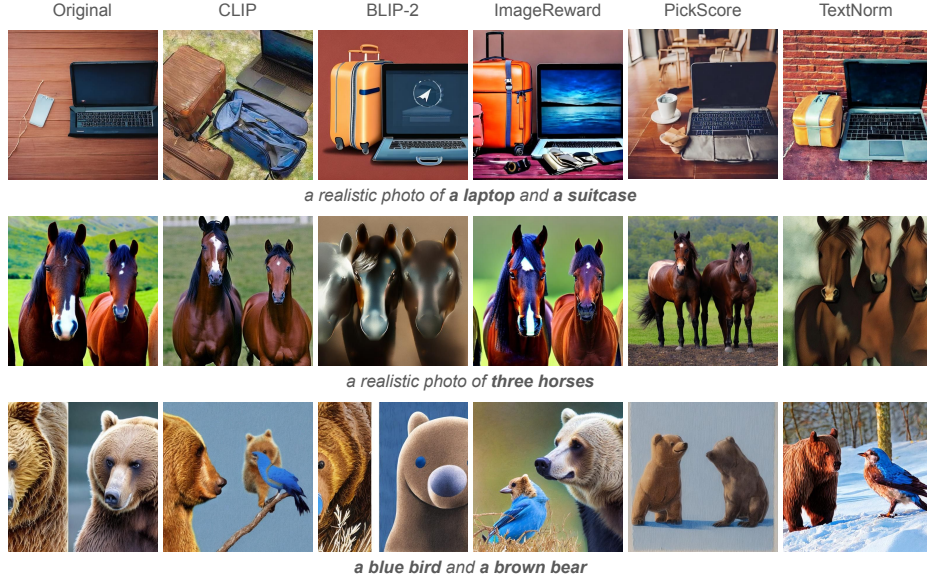 Original CLIP BLIP-2 ImageReward PickScore TextNorm
a realistic photo of a laptop and a suitcase
a realistic photo of three horses
a blue bird and a brown bear